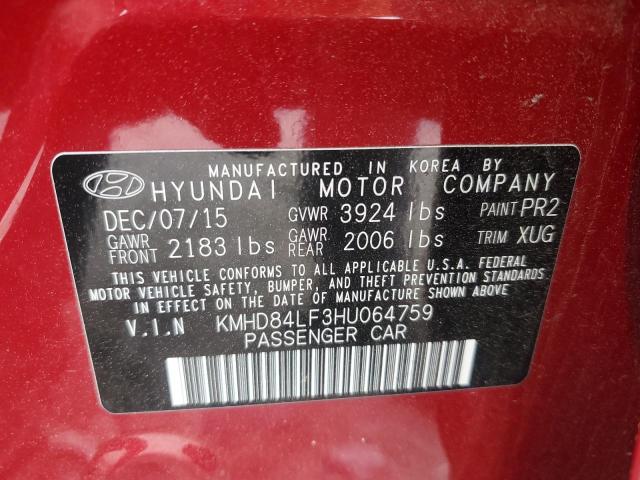 MANUFACTURED IN KOREA BY
HYUNDAI MOTOR COMPANY
DEC/07/15 GVWR 3924 lbs PAINT PR2
GAWR FRONT 2183 lbs GAWR REAR 2006 lbs TRIM XUG
THIS VEHICLE CONFORMS TO ALL APPLICABLE U.S.A. FEDERAL
MOTOR VEHICLE SAFETY, BUMPER, AND THEFT PREVENTION STANDARDS
IN EFFECT ON THE DATE OF MANUFACTURE SHOWN ABOVE
V.I.N KMHD84LF3HU064759
PASSENGER CAR